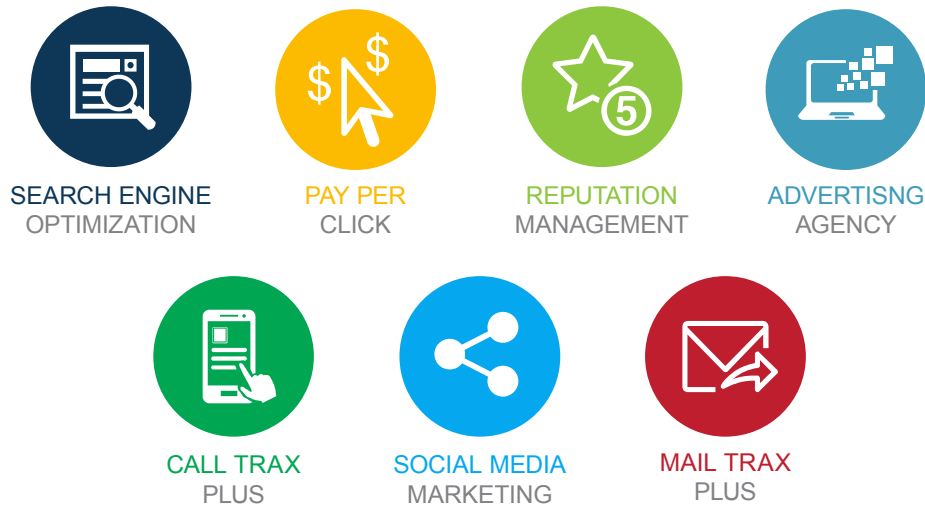 $ $
5
SEARCH ENGINE
OPTIMIZATION
PAY PER
CLICK
REPUTATION
MANAGEMENT
ADVERTISNG
AGENCY
CALL TRAX
PLUS
SOCIAL MEDIA
MARKETING
MAIL TRAX
PLUS